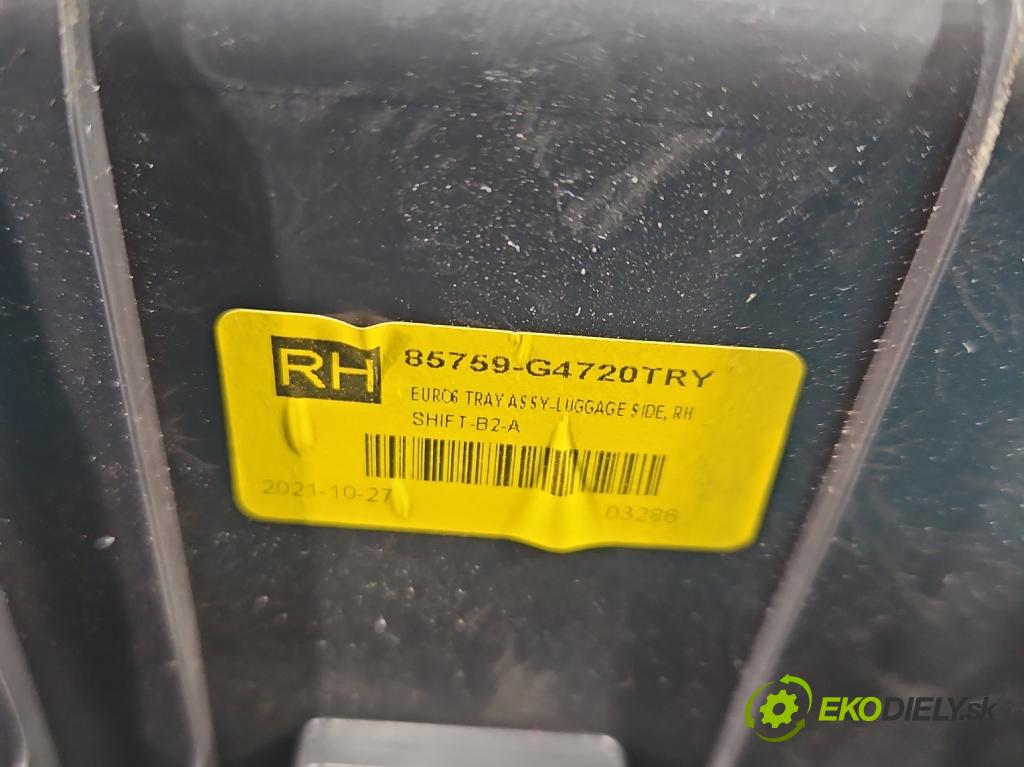 RH 85759-G4720TRY
EURO6 TRAY ASSY-LUGGAGE SIDE, RH
SHIFT-B2-A
2021-10-27 03286
EKODIELY.sk